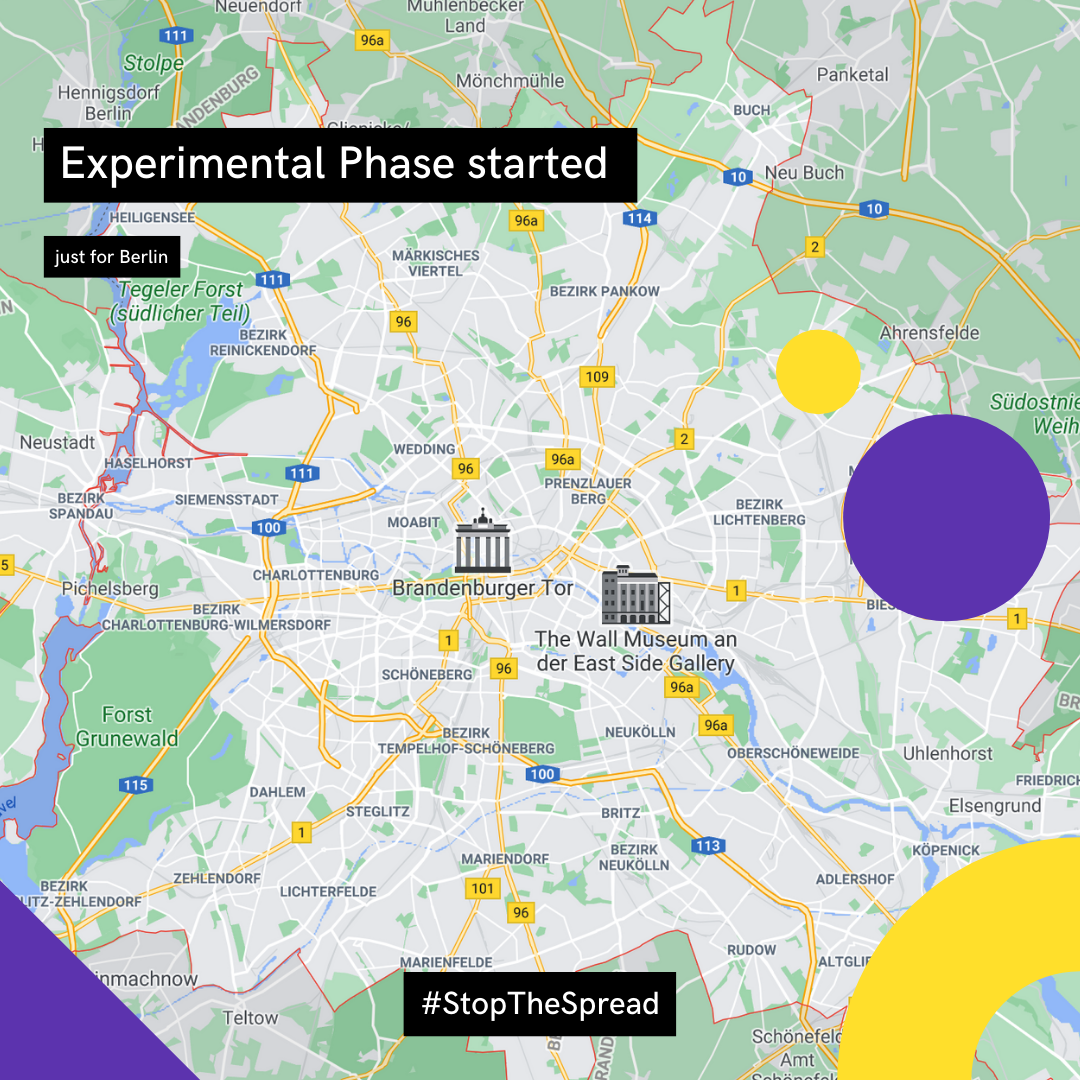 Neuendorf
Mühlenbecker
Land
111
96a
Stolpe
Mönchmühle
Panketal
Hennigsdorf
Berlin
BUCH
Experimental Phase started
10
Neu Buch
10
HEILIGENSEE
96a
114
2
just for Berlin
MÄRKISCHES
VIERTEL
111
Tegeler Forst
(südlicher Teil)
BEZIRK PANKOW
96
BEZIRK
REINICKENDORF
Ahrensfelde
109
Neustadt
2
WEDDING
HASELHORST
96
96a
111
BEZIRK
SPANDAU
SIEMENSSTADT
PRENZLAUER
BERG
BEZIRK
LICHTENBERG
100
MOABIT
CHARLOTTENBURG
5
Pichelsberg
Brandenburger Tor
1
BEZIRK
CHARLOTTENBURG-WILMERSDORF
1
1
The Wall Museum an
der East Side Gallery
SCHÖNEBERG
96
96a
Forst
Grunewald
96a
NEUKÖLLN
BEZIRK
TEMPELHOF-SCHÖNEBERG
OBERSCHÖNEWEIDE
Uhlenhorst
100
115
DAHLEM
Elsengrund
STEGLITZ
BRITZ
1
113
KÖPENICK
MARIENDORF
BEZIRK
NEUKÖLLN
ZEHLENDORF
LICHTERFELDE
101
ADLERSHOF
BEZIRK
LITZ-ZEHLENDORF
96
RUDOW
MARIENFELDE
inmachnow
#StopTheSpread
Teltow
Schönefeld
Amt